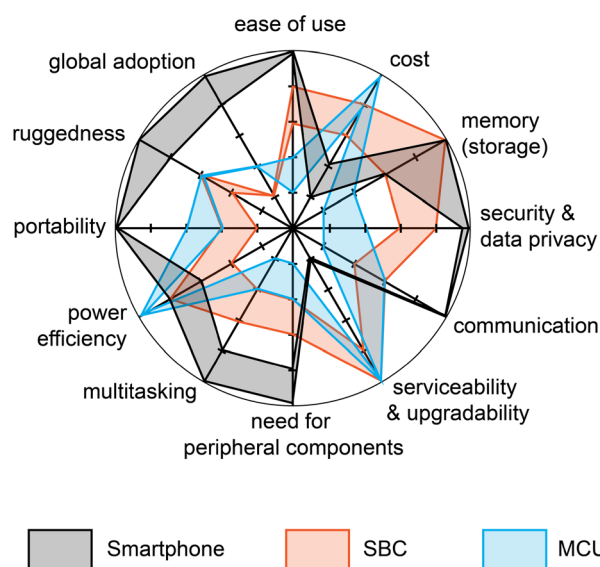 ease of use
global adoption
cost
ruggedness
memory
(storage)
portability
security &
data privacy
power
efficiency
communication
multitasking
serviceability
& upgradability
need for
peripheral components
Smartphone
SBC
MCU